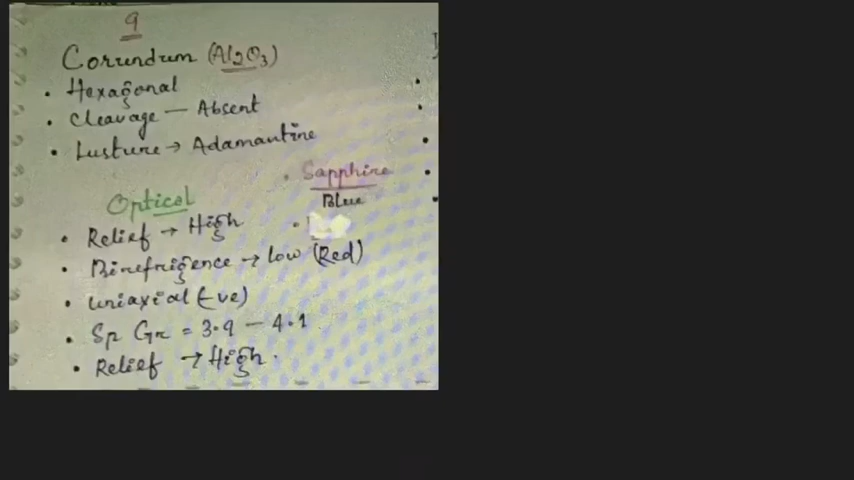 9
Corundum (Al2O3)
• Hexagonal
• Cleavage — Absent
• Lusture → Adamantine
• Sapphire
Blue
Optical
• Relief → High
• Birefrigence → low (Red)
• Uniaxial (-ve)
• Sp Gr = 3.9 — 4.1
• Relief → High.